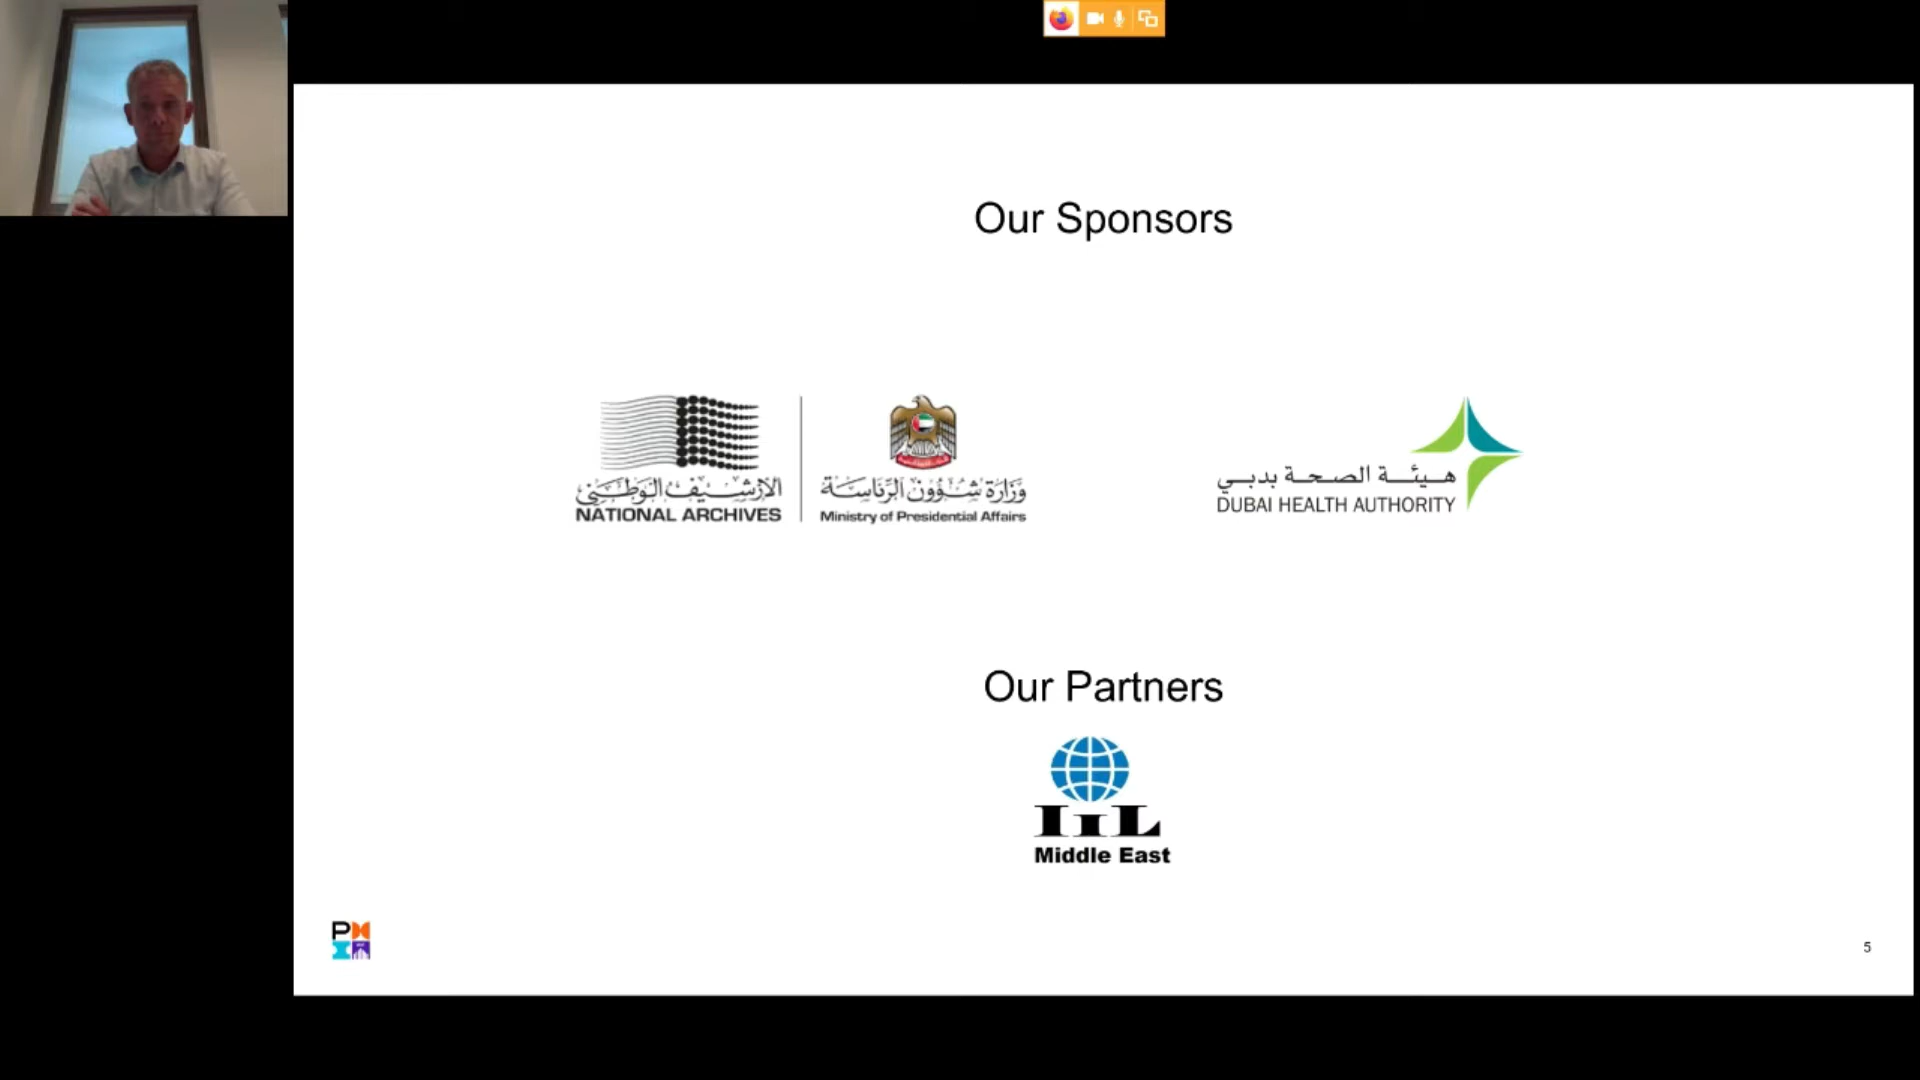 Our Sponsors
الأرشيف الوطني
NATIONAL ARCHIVES
وزارة شؤون الرئاسة
Ministry of Presidential Affairs
هيئة الصحة بدبي
DUBAI HEALTH AUTHORITY
Our Partners
IIL
Middle East
5